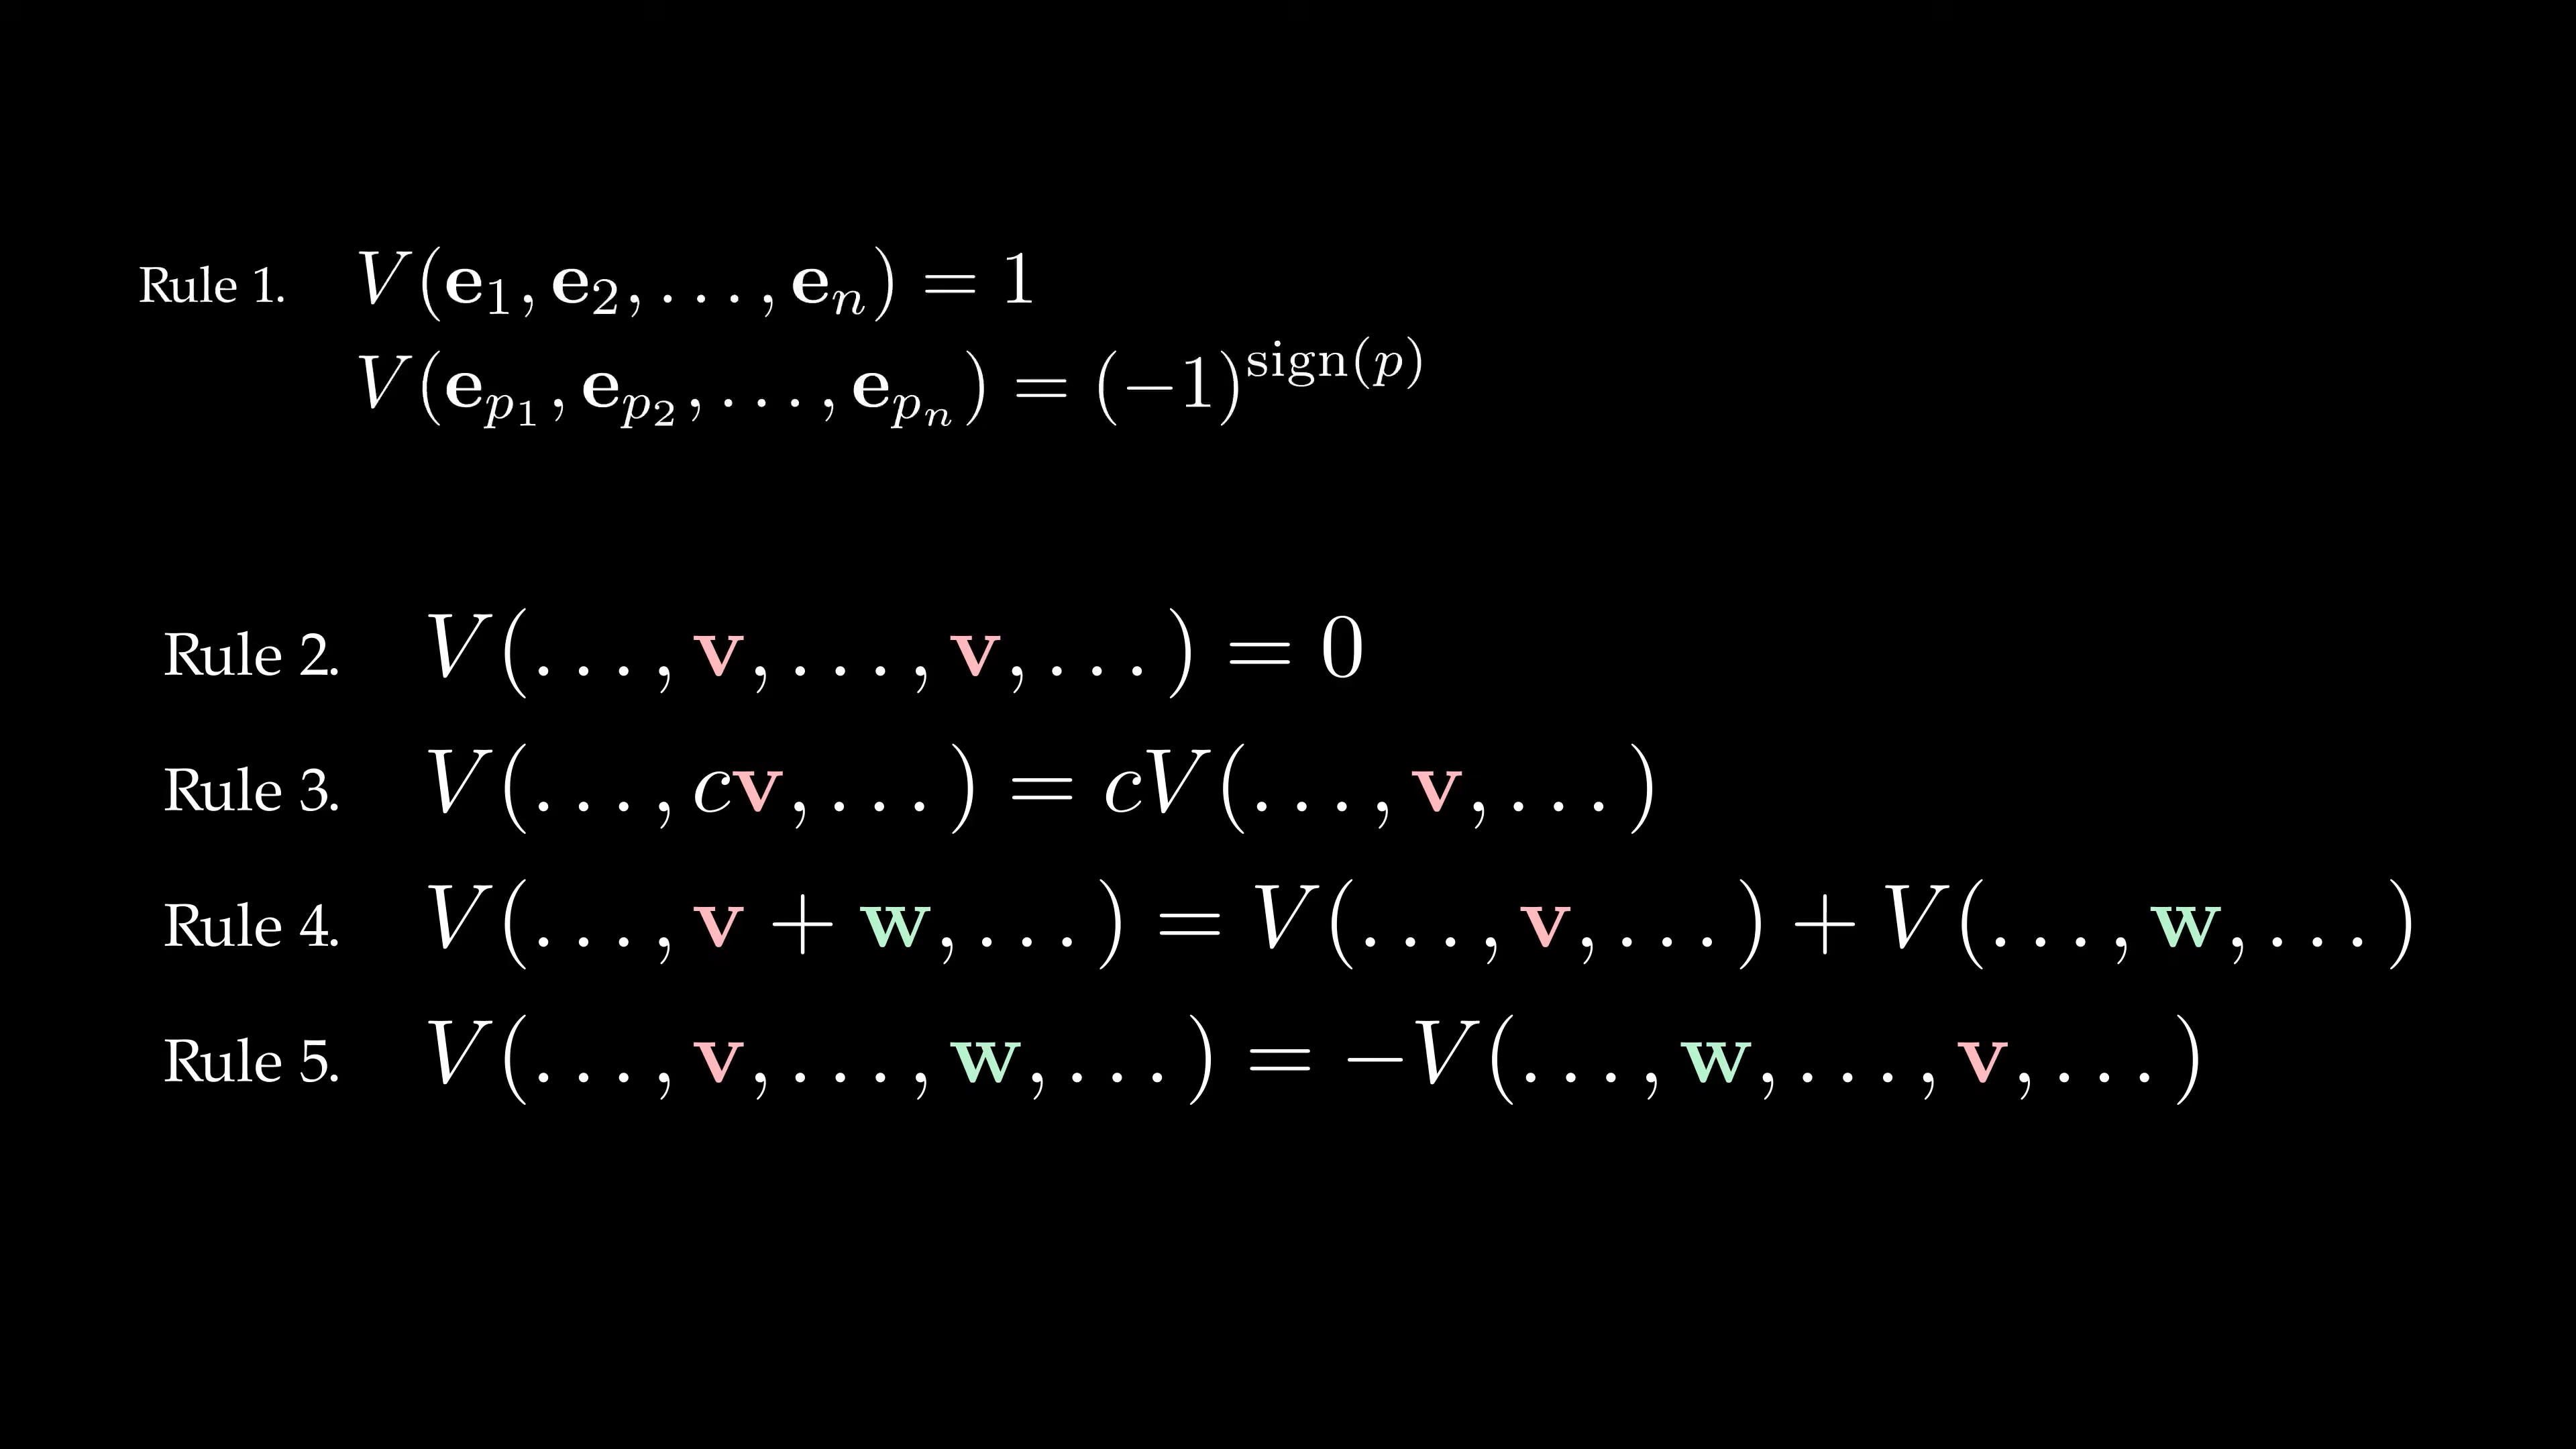 Rule 1. V(e₁, e₂, . . . , eₙ) = 1
V(e_{p₁}, e_{p₂}, . . . , e_{pₙ}) = (−1)^{sign(p)}
Rule 2. V(. . . , v, . . . , v, . . . ) = 0
Rule 3. V(. . . , cv, . . . ) = cV(. . . , v, . . . )
Rule 4. V(. . . , v + w, . . . ) = V(. . . , v, . . . ) + V(. . . , w, . . . )
Rule 5. V(. . . , v, . . . , w, . . . ) = −V(. . . , w, . . . , v, . . . )